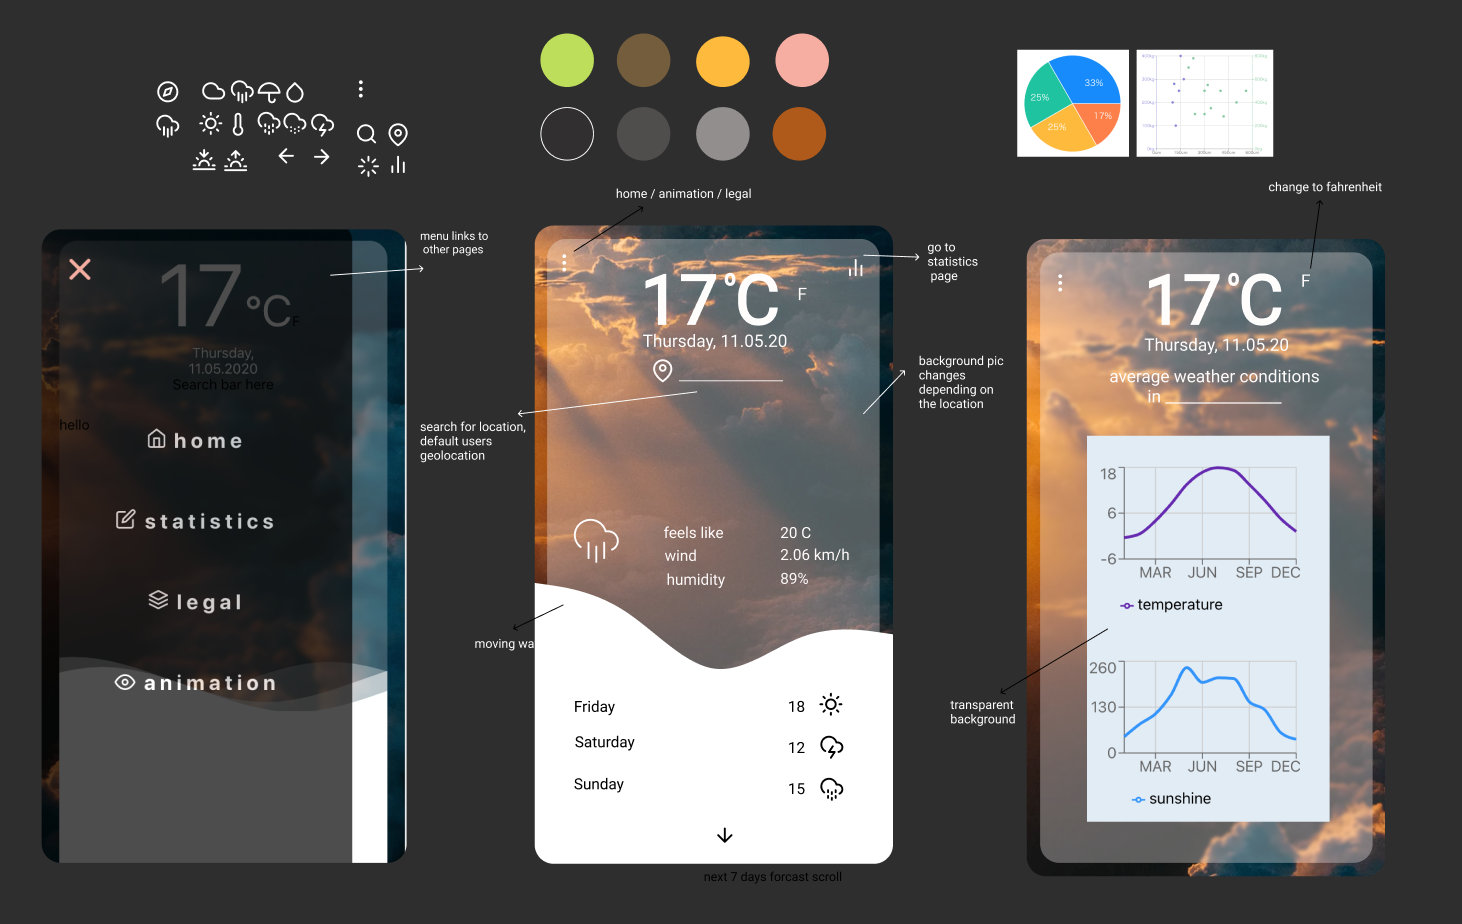 33%
25%
17%
25%
home / animation / legal
change to fahrenheit
menu links to
other pages
17°C
F
Thursday,
11.05.2020
Search bar here
hello
home
statistics
legal
animation
17°C
F
Thursday, 11.05.20
go to
statistics
page
background pic
changes
depending on
the location
search for location,
default users
geolocation
feels like 20 C
wind 2.06 km/h
humidity 89%
moving wa
Friday 18
Saturday 12
Sunday 15
next 7 days forcast scroll
17°C
F
Thursday, 11.05.20
average weather conditions
in
18
6
-6
MAR JUN SEP DEC
temperature
260
130
0
MAR JUN SEP DEC
sunshine
transparent
background